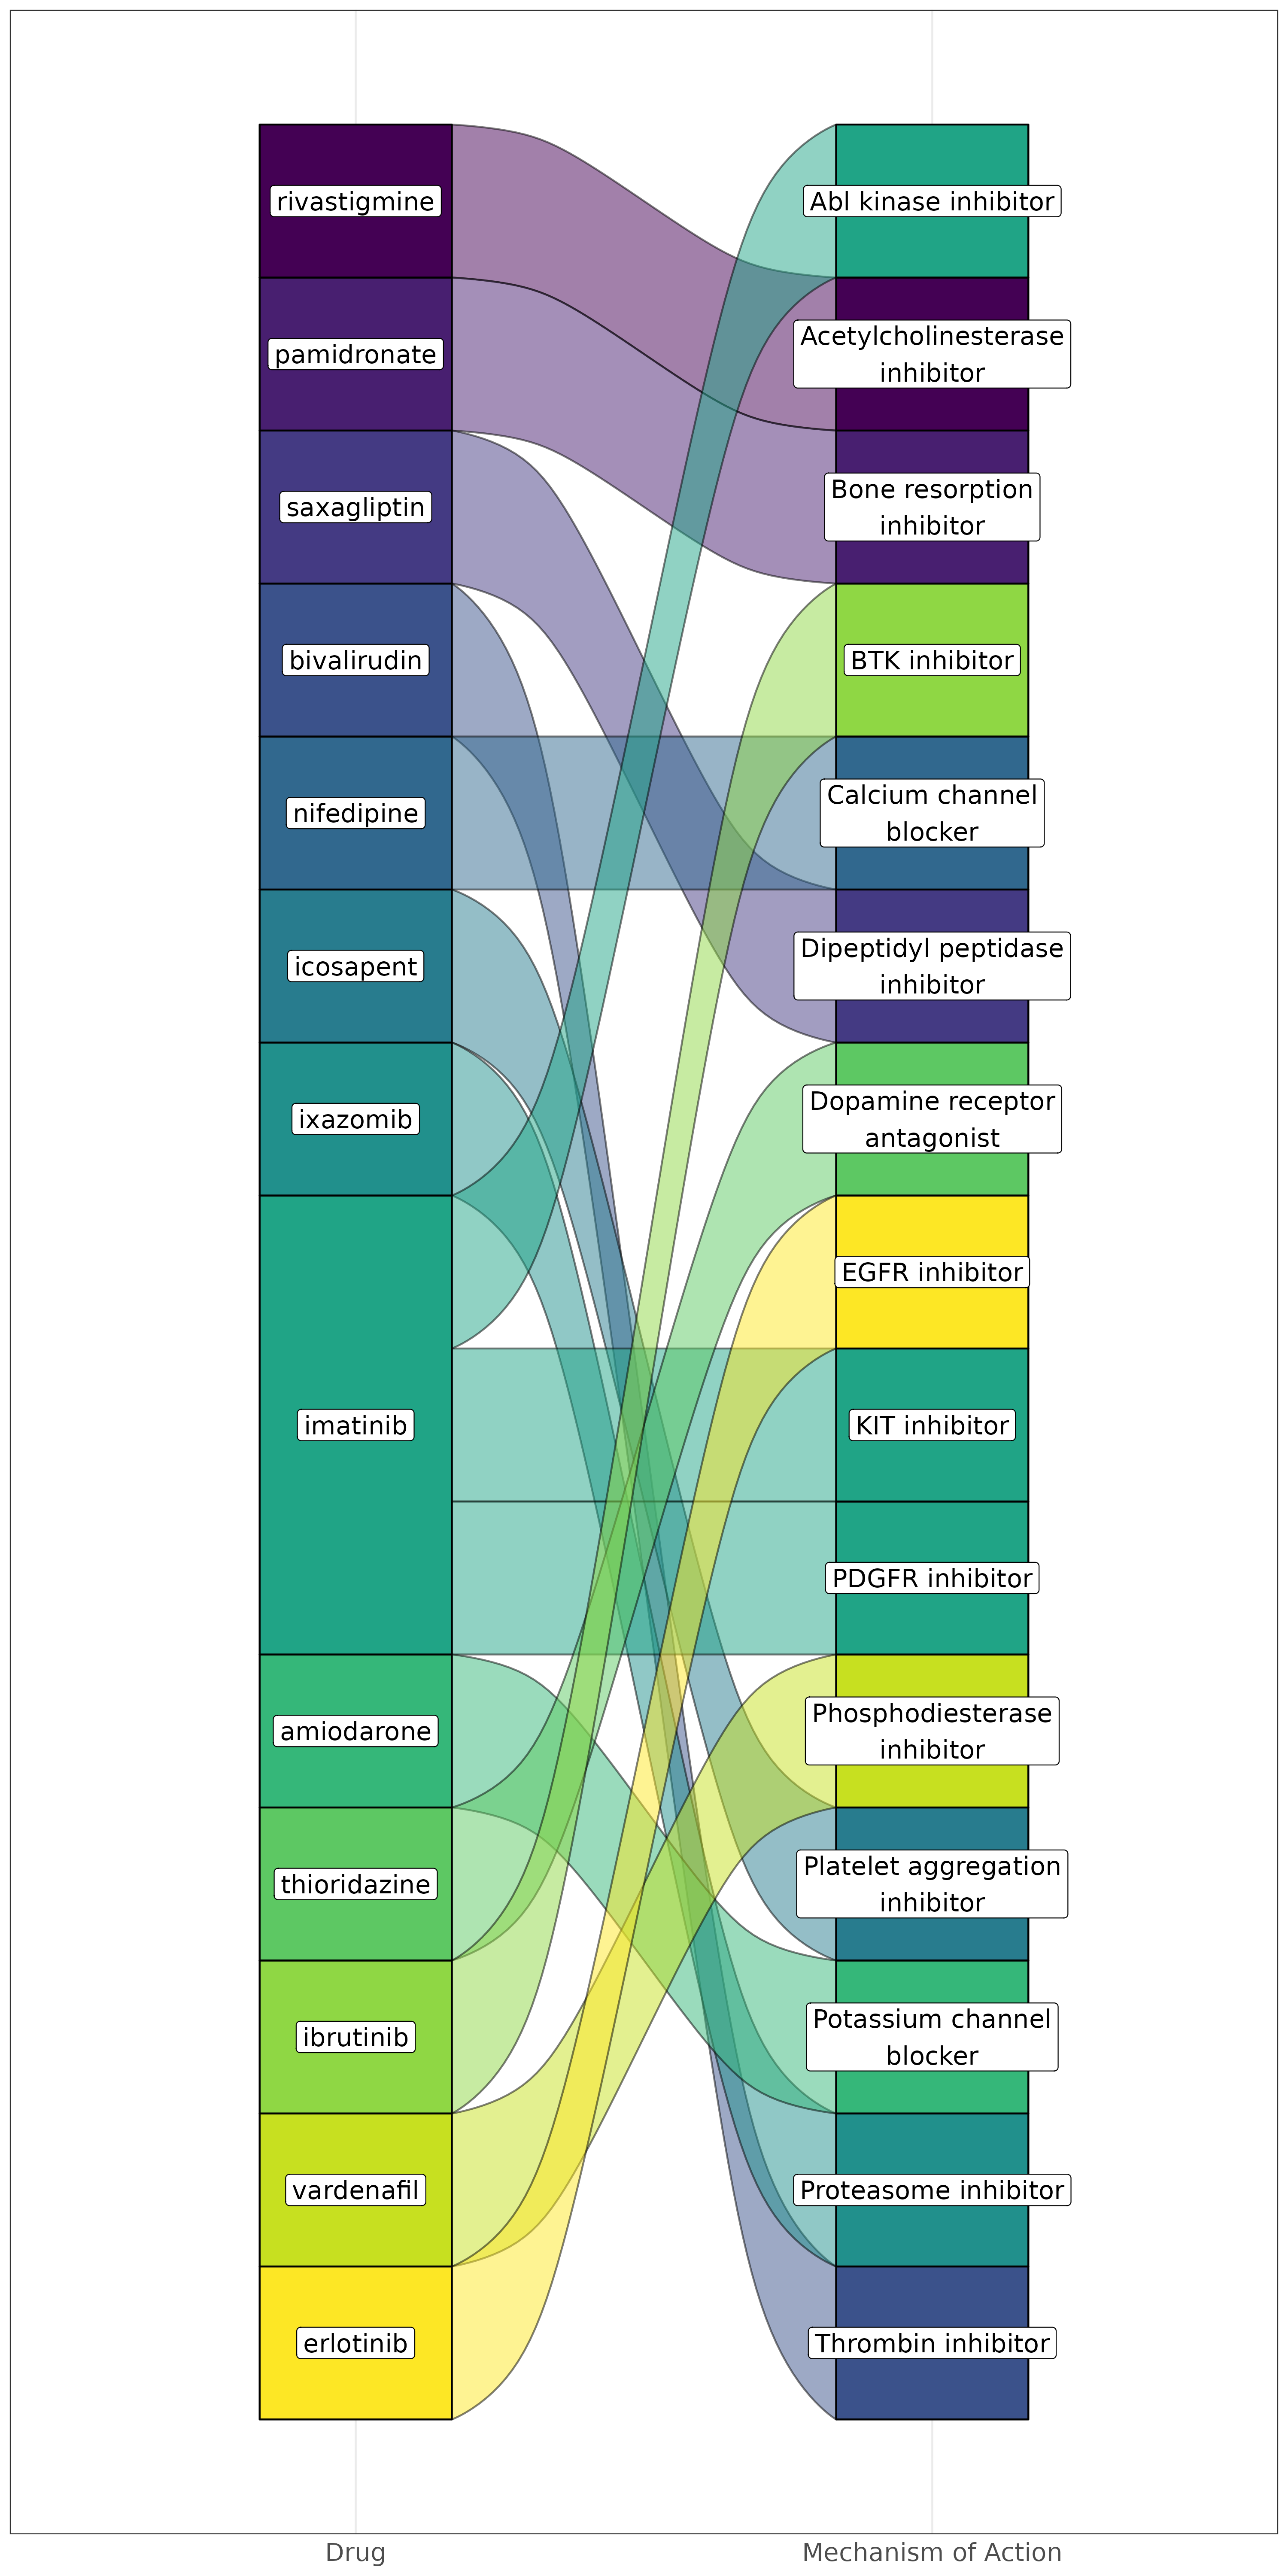 rivastigmine
pamidronate
saxagliptin
bivalirudin
nifedipine
icosapent
ixazomib
imatinib
amiodarone
thioridazine
ibrutinib
vardenafil
erlotinib
Abl kinase inhibitor
Acetylcholinesterase
inhibitor
Bone resorption
inhibitor
BTK inhibitor
Calcium channel
blocker
Dipeptidyl peptidase
inhibitor
Dopamine receptor
antagonist
EGFR inhibitor
KIT inhibitor
PDGFR inhibitor
Phosphodiesterase
inhibitor
Platelet aggregation
inhibitor
Potassium channel
blocker
Proteasome inhibitor
Thrombin inhibitor
Drug
Mechanism of Action